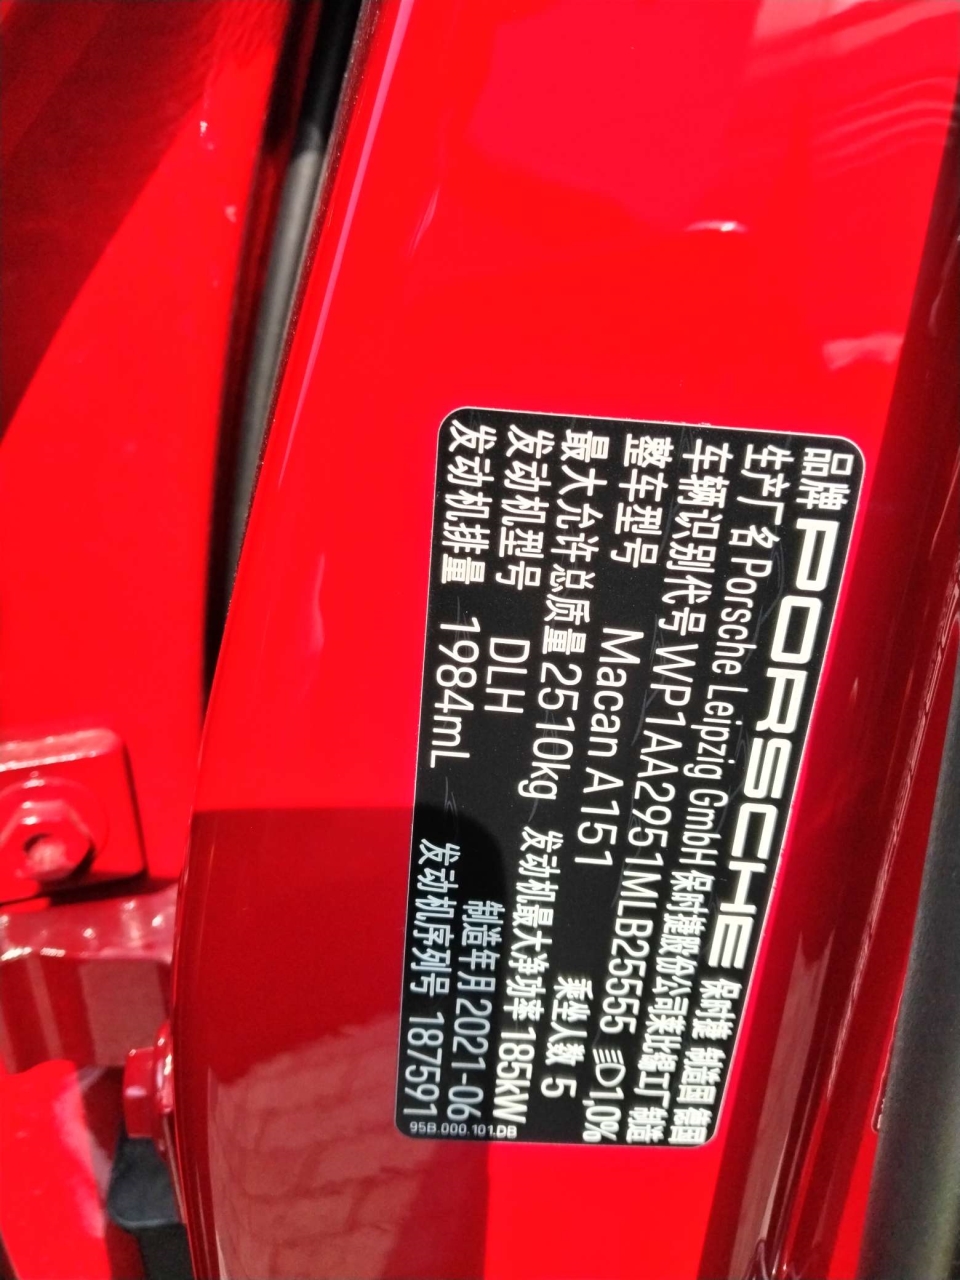 品牌 PORSCHE 保时捷 制造国 德国
生产厂名 Porsche Leipzig GmbH 保时捷股份公司莱比锡工厂 制造
车辆识别代号 WP1AA2951MLB25555 1,0%
整车型号 Macan A151 乘坐人数 5
最大允许总质量 2510kg 发动机最大净功率 185kW
发动机型号 DLH 制造年月 2021-06
发动机排量 1984mL 发动机序列号 187591
95B.000.101.DB